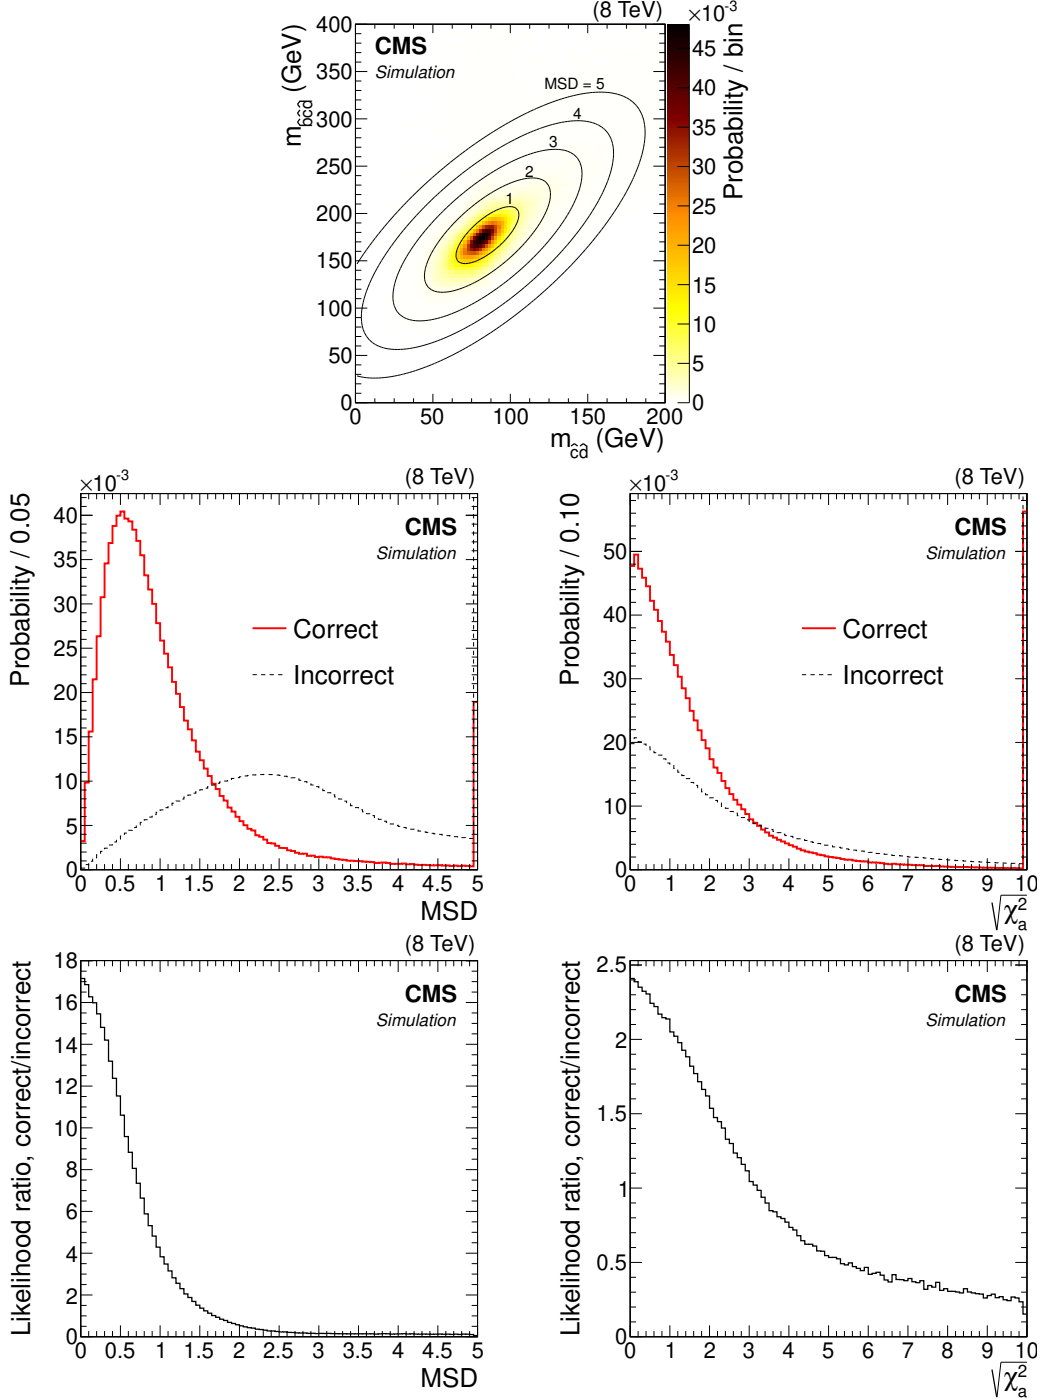 (8 TeV)
×10⁻³
CMS
Simulation
MSD = 5
4
3
2
1
m_b̂ĉd̂ (GeV)
400
350
300
250
200
150
100
50
0
0 50 100 150 200
m_ĉd̂ (GeV)
45
40
35
30
25
20
15
10
5
0
Probability / bin
×10⁻³
(8 TeV)
CMS
Simulation
Correct
Incorrect
Probability / 0.05
40
35
30
25
20
15
10
5
0
0 0.5 1 1.5 2 2.5 3 3.5 4 4.5 5
MSD
×10⁻³
(8 TeV)
CMS
Simulation
Correct
Incorrect
Probability / 0.10
50
40
30
20
10
0
0 1 2 3 4 5 6 7 8 9 10
√χ²_a
(8 TeV)
CMS
Simulation
Likelihood ratio, correct/incorrect
18
16
14
12
10
8
6
4
2
0
0 0.5 1 1.5 2 2.5 3 3.5 4 4.5 5
MSD
(8 TeV)
CMS
Simulation
Likelihood ratio, correct/incorrect
2.5
2
1.5
1
0.5
0
0 1 2 3 4 5 6 7 8 9 10
√χ²_a